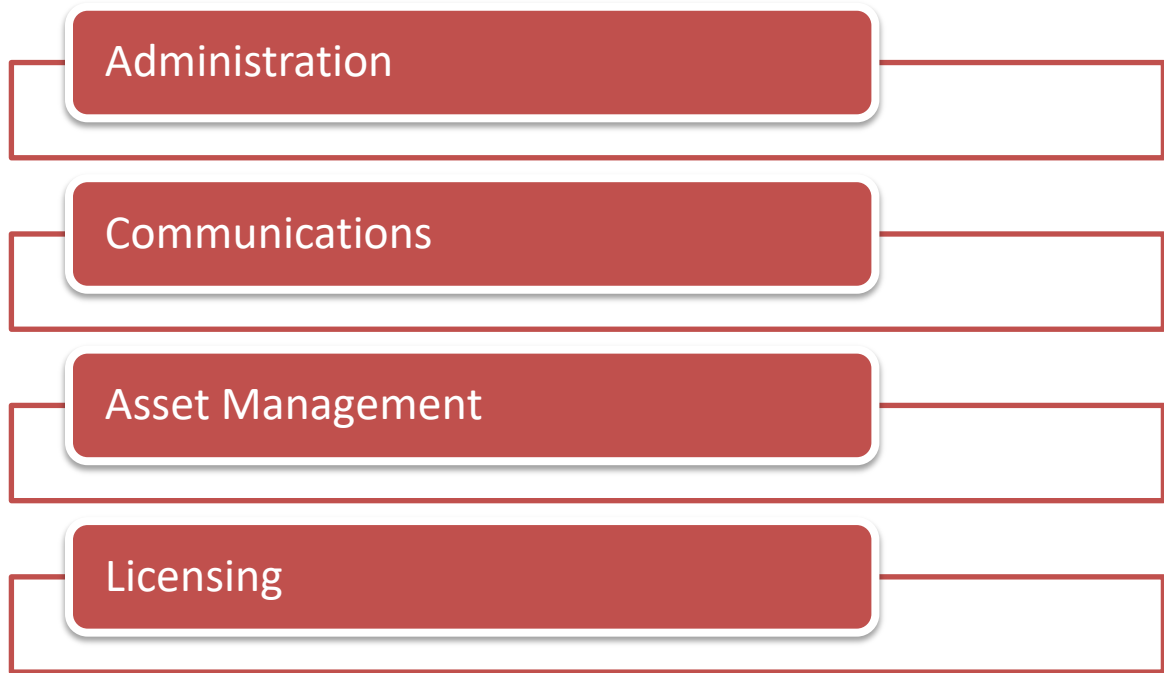 Administration
Communications
Asset Management
Licensing